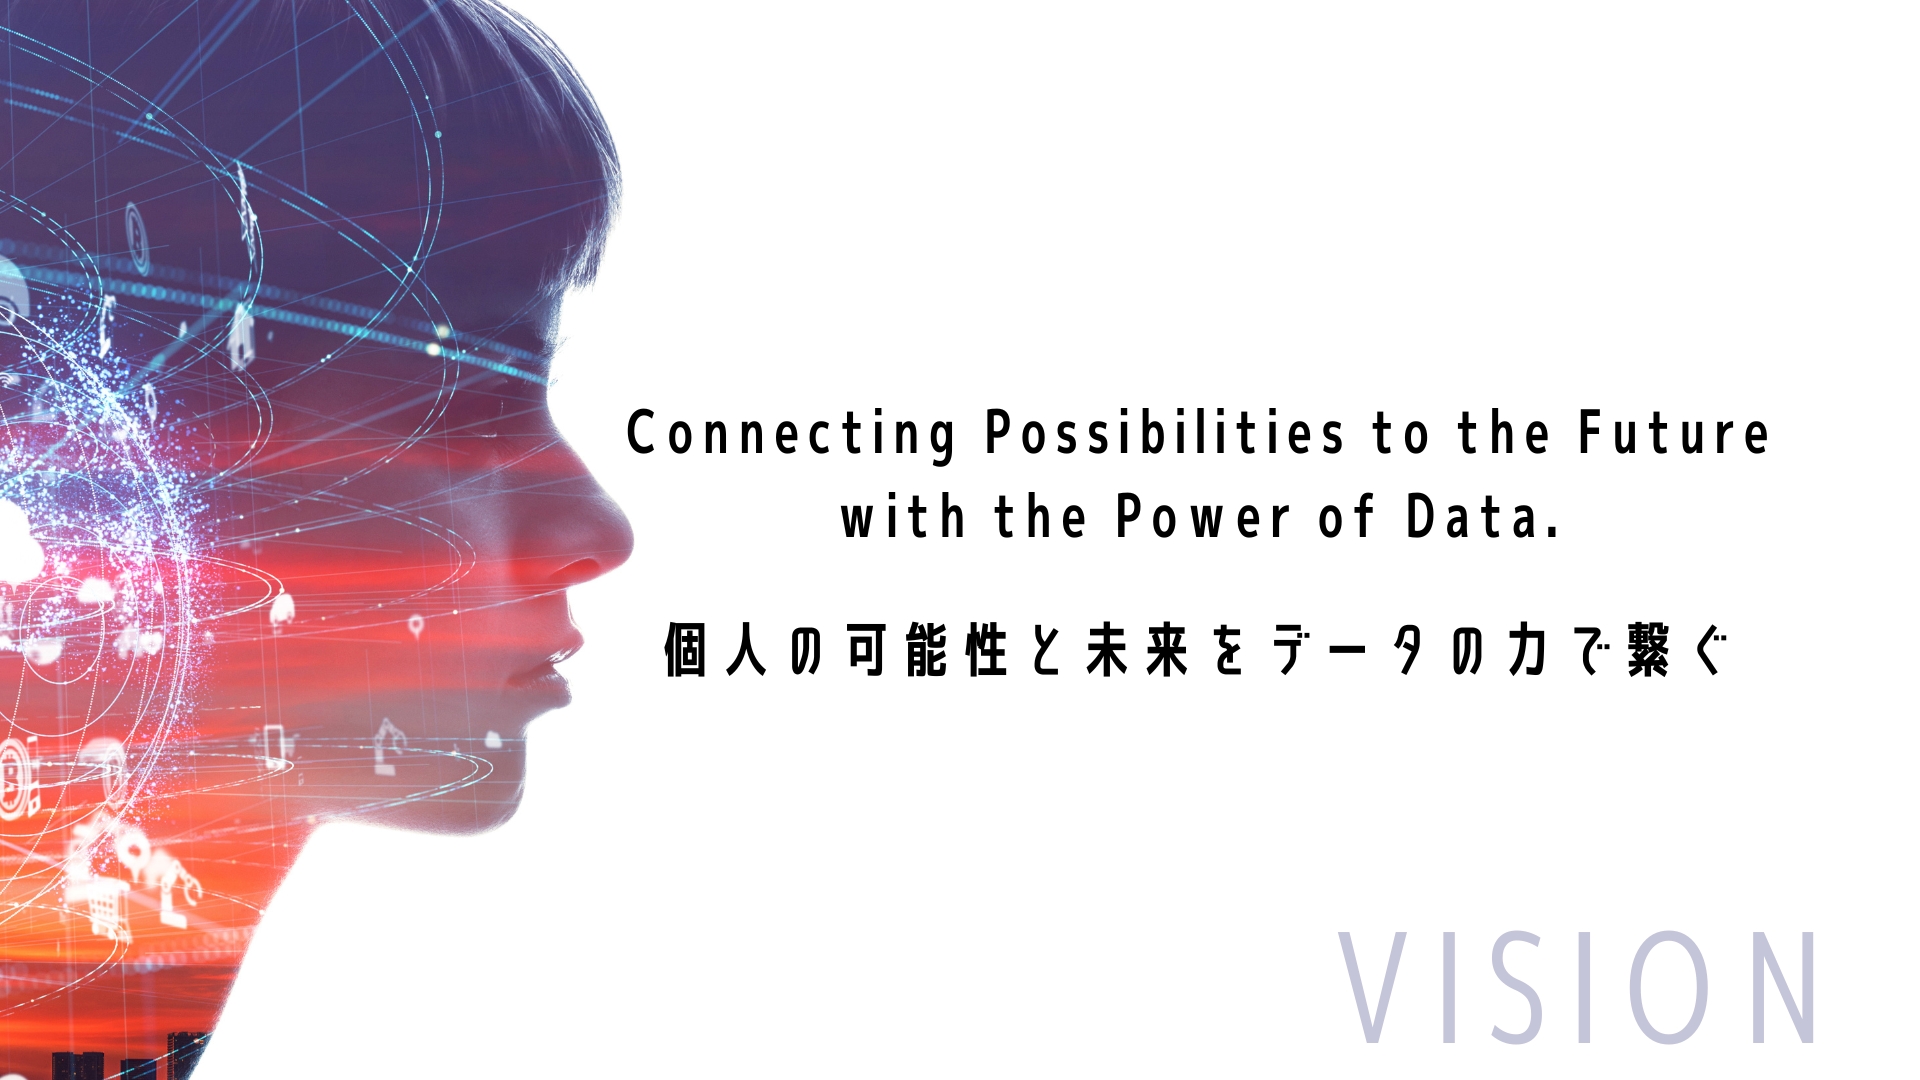 Connecting Possibilities to the Future
with the Power of Data.
個人の可能性と未来をデータの力で繋ぐ
VISION